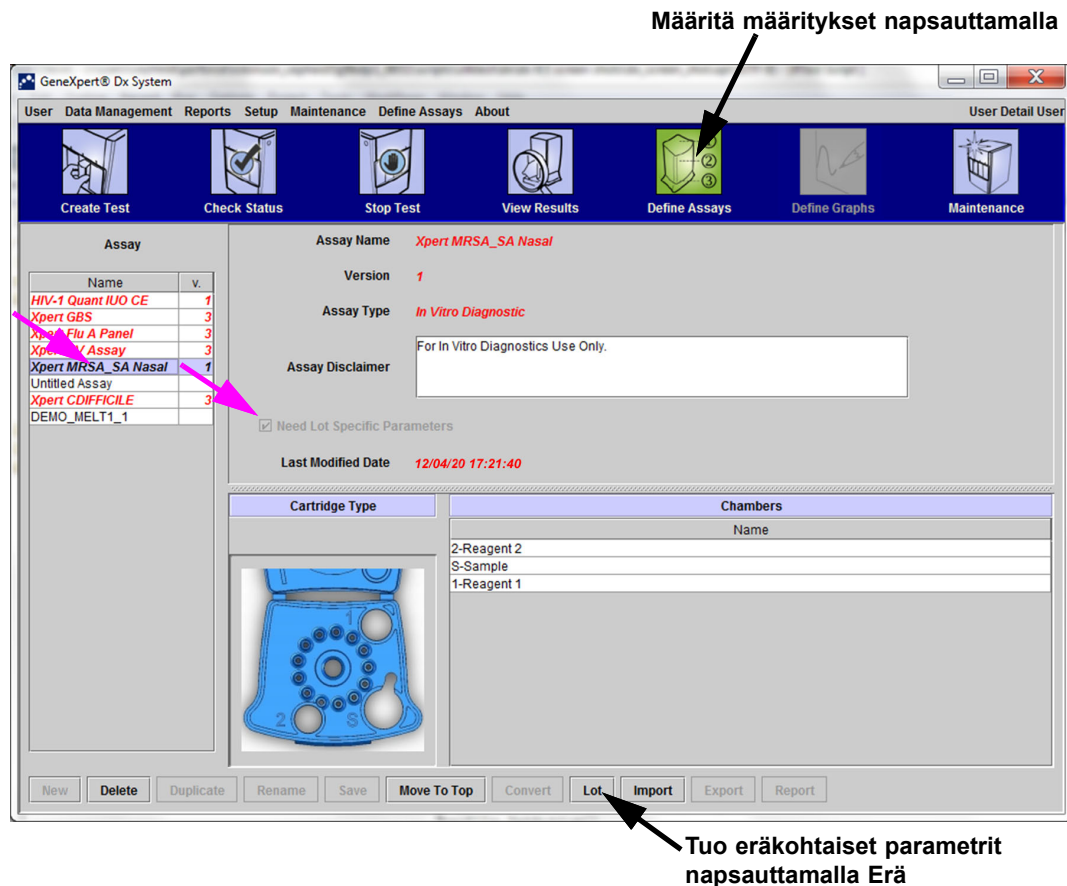 Määritä määritykset napsauttamalla
GeneXpert® Dx System
User Data Management Reports Setup Maintenance Define Assays About User Detail User
1
2
3
Create Test Check Status Stop Test View Results Define Assays Define Graphs Maintenance
Assay
Name v.
HIV-1 Quant IUO CE 1
Xpert GBS 3
Xpert Flu A Panel 3
V Assay 3
Xpert MRSA_SA Nasal 1
Untitled Assay
Xpert CDIFFICILE 3
DEMO_MELT1_1
Assay Name Xpert MRSA_SA Nasal
Version 1
Assay Type In Vitro Diagnostic
Assay Disclaimer For In Vitro Diagnostics Use Only.
Need Lot Specific Parameters
Last Modified Date 12/04/20 17:21:40
Cartridge Type
1
2 S
Chambers
Name
2-Reagent 2
S-Sample
1-Reagent 1
New Delete Duplicate Rename Save Move To Top Convert Lot Import Export Report
Tuo eräkohtaiset parametrit
napsauttamalla Erä